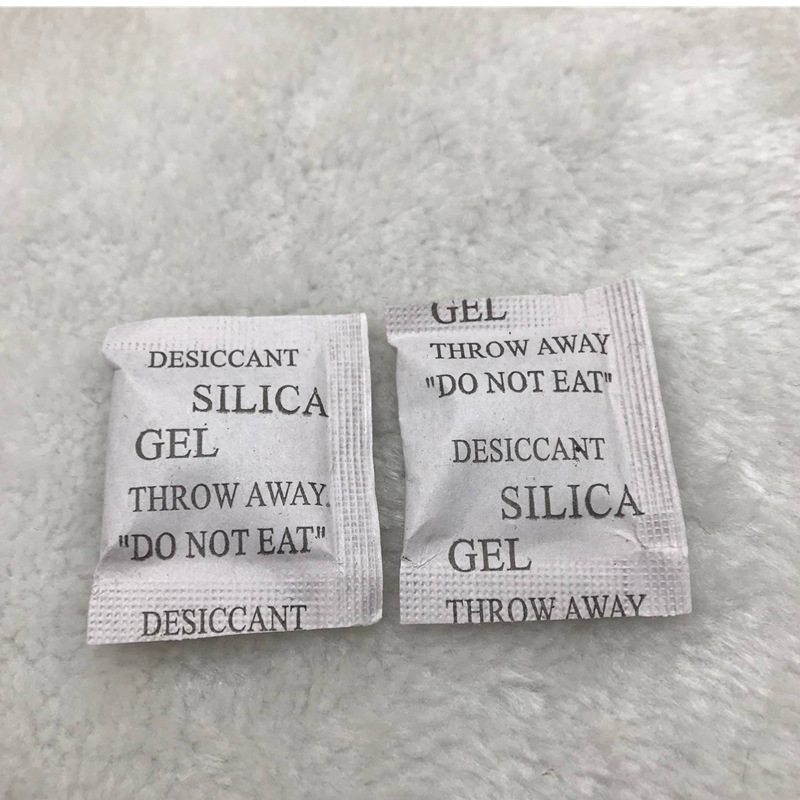 DESICCANT
SILICA
GEL
THROW AWAY
"DO NOT EAT"
DESICCANT
GEL
THROW AWAY
"DO NOT EAT"
DESICCANT
SILICA
GEL
THROW AWAY